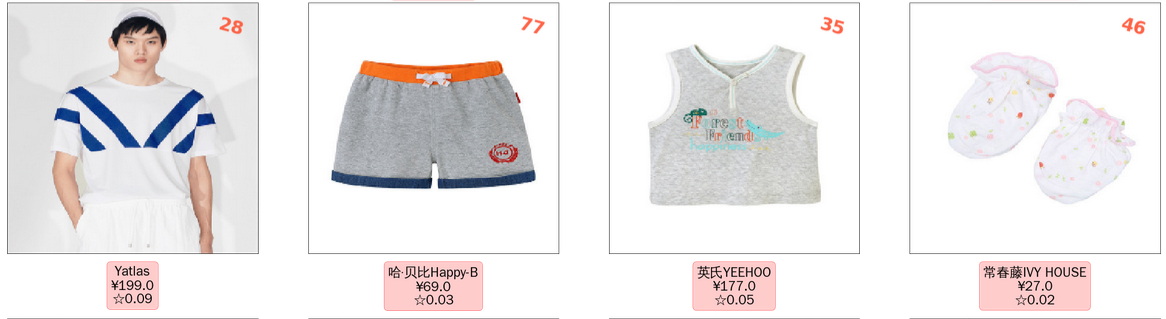 28
77
35
46
Forest
Friend
Yatlas
¥199.0
☆0.09
哈·贝比Happy-B
¥69.0
☆0.03
英氏YEEHOO
¥177.0
☆0.05
常春藤IVY HOUSE
¥27.0
☆0.02